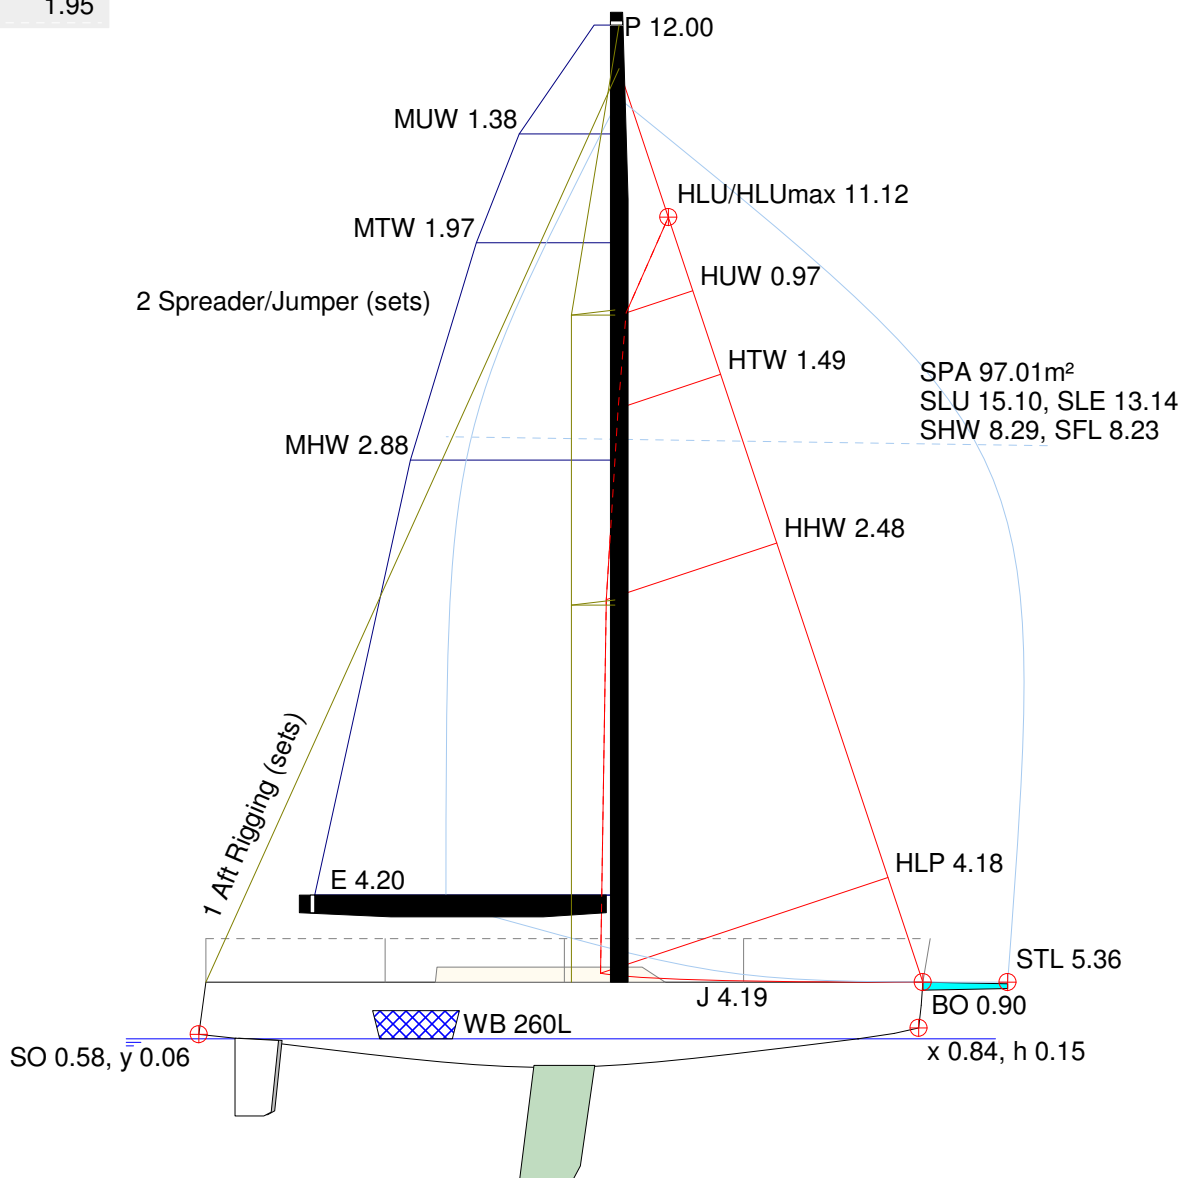 1.95
P 12.00
MUW 1.38
HLU/HLUmax 11.12
MTW 1.97
HUW 0.97
2 Spreader/Jumper (sets)
HTW 1.49
SPA 97.01m²
SLU 15.10, SLE 13.14
SHW 8.29, SFL 8.23
MHW 2.88
HHW 2.48
1 Aft Rigging (sets)
HLP 4.18
E 4.20
STL 5.36
J 4.19
BO 0.90
WB 260L
SO 0.58, y 0.06
x 0.84, h 0.15